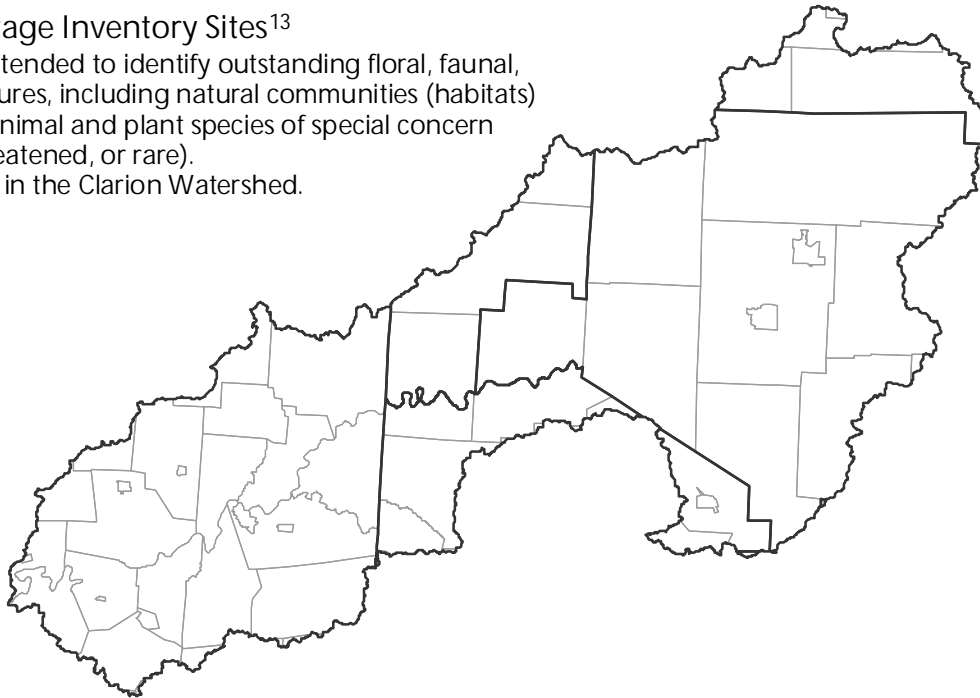 tage Inventory Sites¹³
tended to identify outstanding floral, faunal,
ures, including natural communities (habitats)
nimal and plant species of special concern
eatened, or rare).
in the Clarion Watershed.